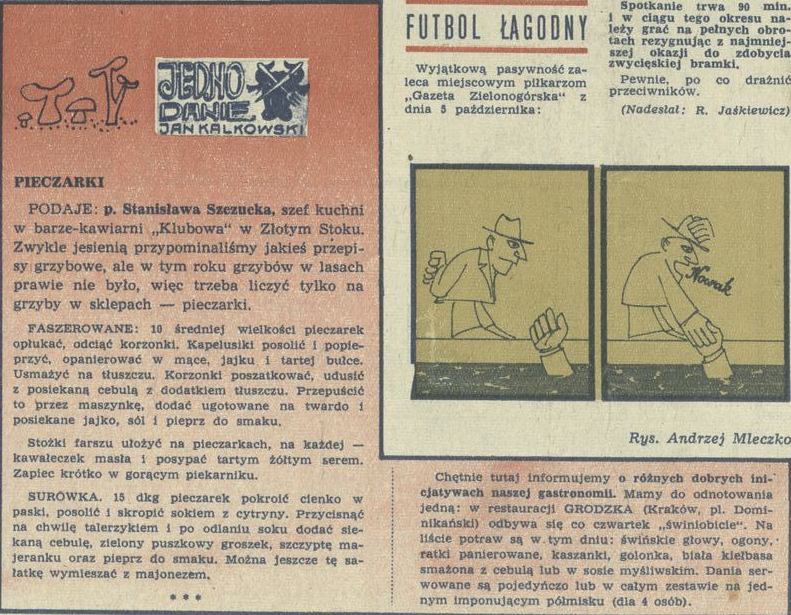 JEDNO
DANIE
JAN KALKOWSKI
PIECZARKI
PODAJE: p. Stanisława Szezucka, szef kuchni
w barze-kawiarni „Klubowa" w Złotym Stoku.
Zwykle jesienią przypominaliśmy jakieś przepi-
sy grzybowe, ale w tym roku grzybów w lasach
prawie nie było, więc trzeba liczyć tylko na
grzyby w sklepach — pieczarki.
FASZEROWANE: 10 średniej wielkości pieczarek
opłukać, odciąć korzonki. Kapelusiki posolić i popie-
przyć, opanierować w mące, jajku i tartej bułce.
Usmażyć na tłuszczu. Korzonki poszatkować, udusić
z posiekaną cebulą z dodatkiem tłuszczu. Przepuścić
to przez maszynkę, dodać ugotowane na twardo i
posiekane jajko, sól i pieprz do smaku.
Stożki farszu ułożyć na pieczarkach, na każdej —
kawałeczek masła i posypać tartym żółtym serem.
Zapiec krótko w gorącym piekarniku.
SURÓWKA. 15 dkg pieczarek pokroić cienko w
paski, posolić i skropić sokiem z cytryny. Przycisnąć
na chwilę talerzykiem i po odlaniu soku dodać sie-
kaną cebulę, zielony puszkowy groszek, szczyptę ma-
jeranku oraz pieprz do smaku. Można jeszcze tę sa-
łatkę wymieszać z majonezem.
* * *
FUTBOL ŁAGODNY
Wyjątkową pasywność za-
leca miejscowym piłkarzom
„Gazeta Zielonogórska" z
dnia 5 października:
Spotkanie trwa 90 min.
i w ciągu tego okresu na-
leży grać na pełnych obro-
tach rezygnując z najmniej-
szej okazji do zdobycia
zwycięskiej bramki.
Pewnie, po co drażnić
przeciwników.
(Nadesłał: R. Jaśkiewicz)
Nowak
Rys. Andrzej Mleczko
Chętnie tutaj informujemy o różnych dobrych ini-
cjatywach naszej gastronomii. Mamy do odnotowania
jedną: w restauracji GRODZKA (Kraków, pl. Domi-
nikański) odbywa się co czwartek „świniobicie". Na
liście potraw są w tym dniu: świńskie głowy, ogony,
ratki panierowane, kaszanki, golonka, biała kiełbasa
smażona z cebulą lub w sosie myśliwskim. Dania ser-
wowane są pojedyńczo lub w całym zestawie na jed-
nym imponującym półmisku (dla 4 osób).